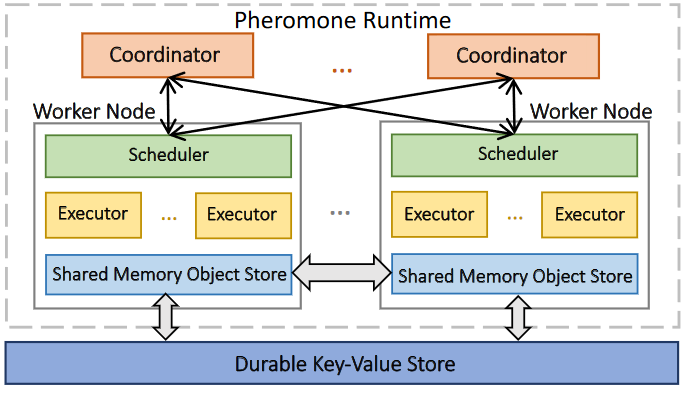 Pheromone Runtime
Coordinator
...
Coordinator
Worker Node
Worker Node
Scheduler
Scheduler
Executor
...
Executor
...
Executor
...
Executor
Shared Memory Object Store
Shared Memory Object Store
Durable Key-Value Store